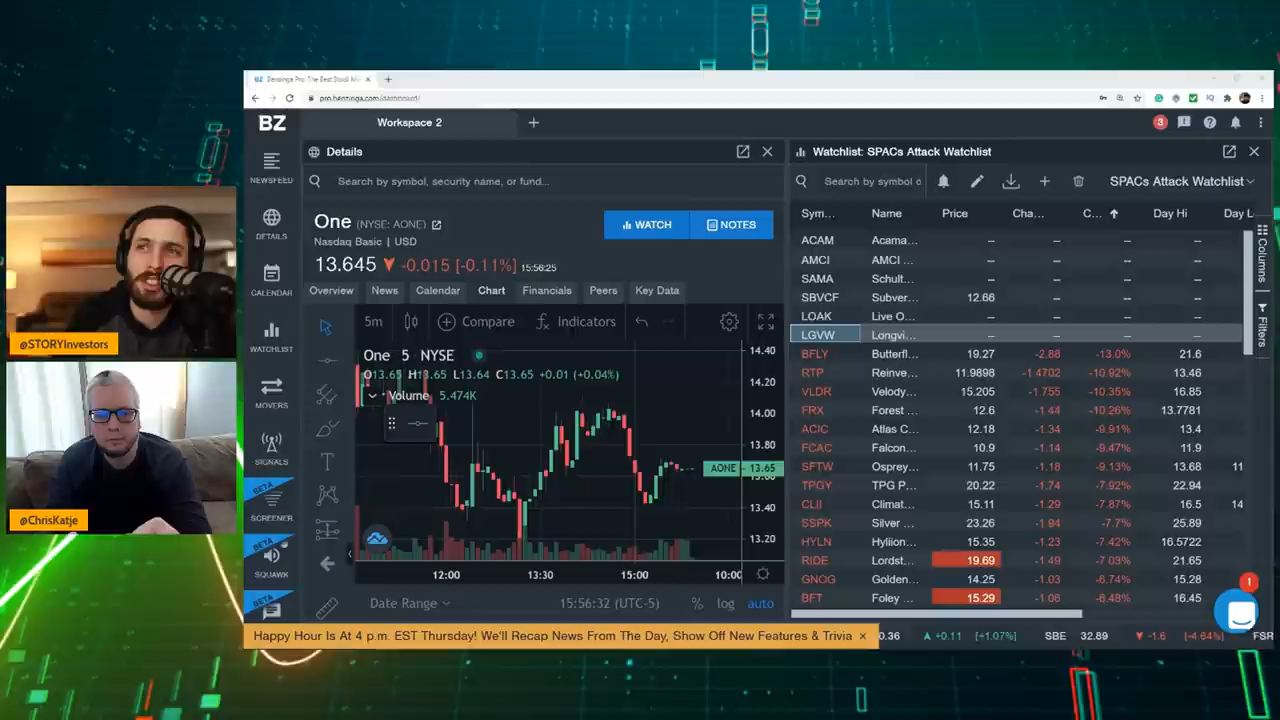 Benzinga Pro: The Best Stock M
pro.benzinga.com/dashboard/
BZ
Workspace 2
3
NEWSFEED
DETAILS
CALENDAR
WATCHLIST
MOVERS
SIGNALS
BETA
SCREENER
BETA
SQUAWK
BETA
Details
Search by symbol, security name, or fund...
One (NYSE: AONE)
Nasdaq Basic | USD
13.645 -0.015 [-0.11%] 15:56:25
WATCH
NOTES
Overview News Calendar Chart Financials Peers Key Data
5m Compare Indicators
One 5 NYSE
O13.65 H13.65 L13.64 C13.65 +0.01 (+0.04%)
Volume 5.474K
14.40
14.20
14.00
13.80
AONE 13.65
13.60
13.40
13.20
12:00 13:30 15:00 10:00
Date Range 15:56:32 (UTC-5) % log auto
Watchlist: SPACs Attack Watchlist
Search by symbol o
SPACs Attack Watchlist
Sym... Name Price Cha... C... Day Hi Day L
ACAM Acama... – – – –
AMCI AMCI ... – – – –
SAMA Schult... – – – –
SBVCF Subver... 12.66 – – –
LOAK Live O... – – – –
LGVW Longvi... – – – –
BFLY Butterfl... 19.27 -2.88 -13.0% 21.6
RTP Reinve... 11.9898 -1.4702 -10.92% 13.46
VLDR Velody... 15.205 -1.755 -10.35% 16.85
FRX Forest ... 12.6 -1.44 -10.26% 13.7781
ACIC Atlas C... 12.18 -1.34 -9.91% 13.4
FCAC Falcon... 10.9 -1.14 -9.47% 11.9
SFTW Osprey... 11.75 -1.18 -9.13% 13.68 11
TPGY TPG P... 20.22 -1.74 -7.92% 22.94
CLII Climat... 15.11 -1.29 -7.87% 16.5 14
SSPK Silver ... 23.26 -1.94 -7.7% 25.89
HYLN Hyliion... 15.35 -1.23 -7.42% 16.5722
RIDE Lordst... 19.69 -1.49 -7.03% 21.65
GNOG Golden... 14.25 -1.03 -6.74% 15.28
BFT Foley ... 15.29 -1.06 -6.48% 16.45
Columns
Filters
1
@STORYInvestors
@ChrisKatje
Happy Hour Is At 4 p.m. EST Thursday! We'll Recap News From The Day, Show Off New Features & Trivia
0.36 +0.11 [+1.07%] SBE 32.89 -1.6 [-4.64%] FSR